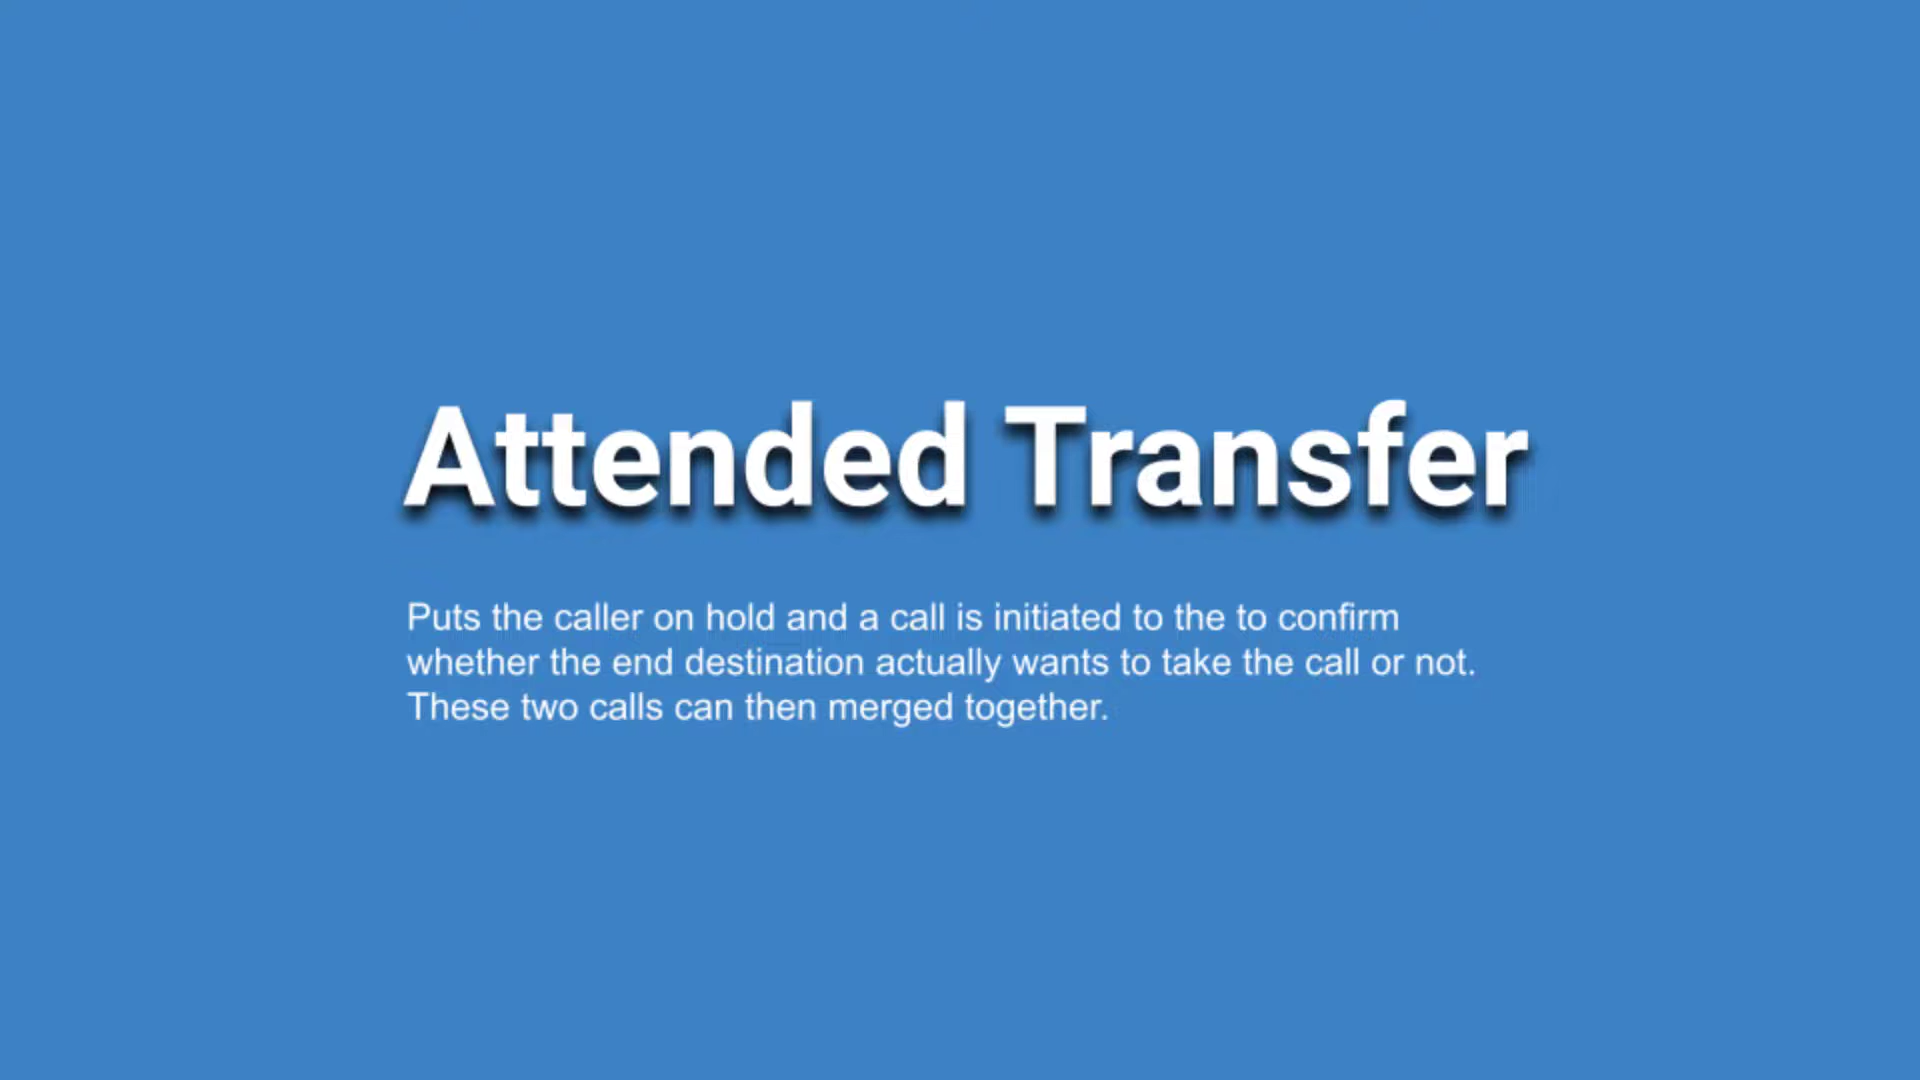 Attended Transfer
Puts the caller on hold and a call is initiated to the to confirm
whether the end destination actually wants to take the call or not.
These two calls can then merged together.